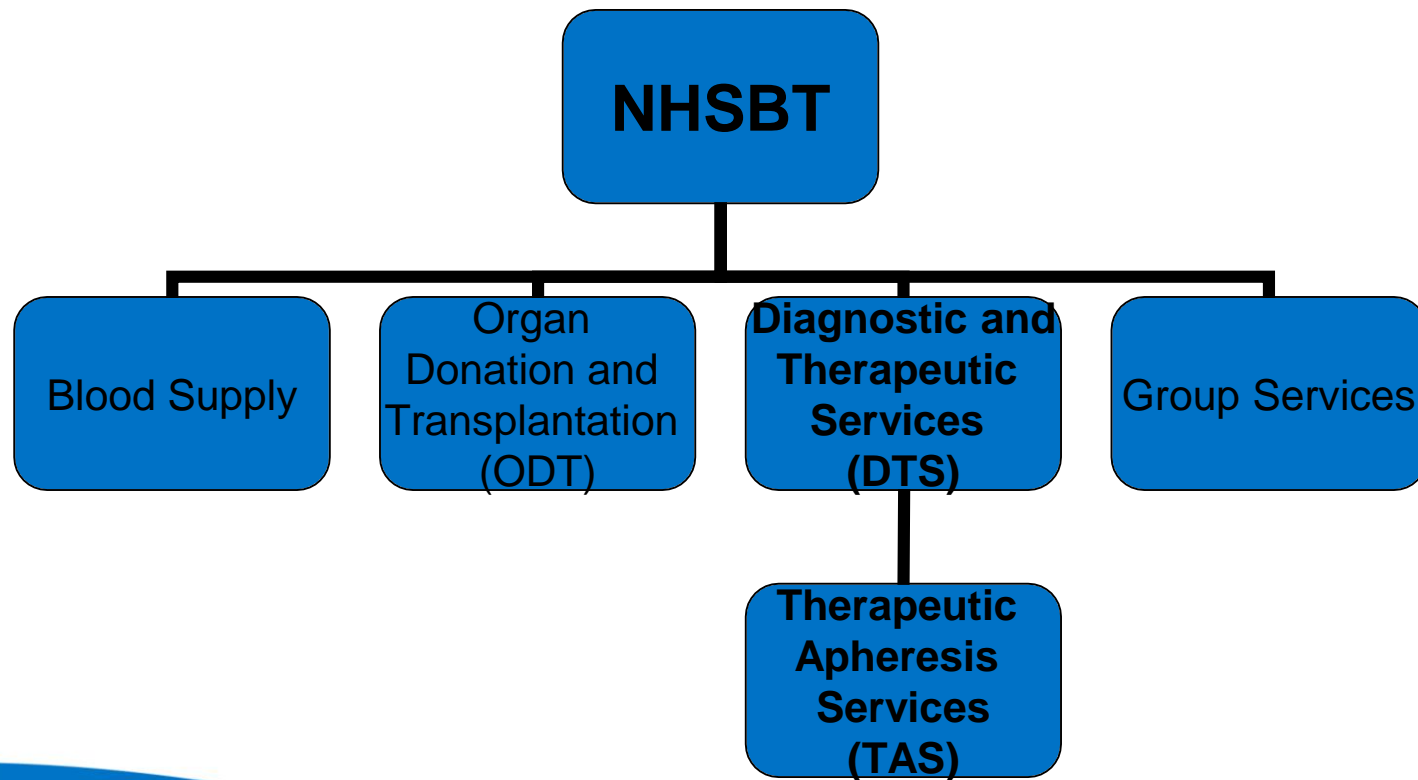 NHSBT
Blood Supply
Organ
Donation and
Transplantation
(ODT)
Diagnostic and
Therapeutic
Services
(DTS)
Group Services
Therapeutic
Apheresis
Services
(TAS)